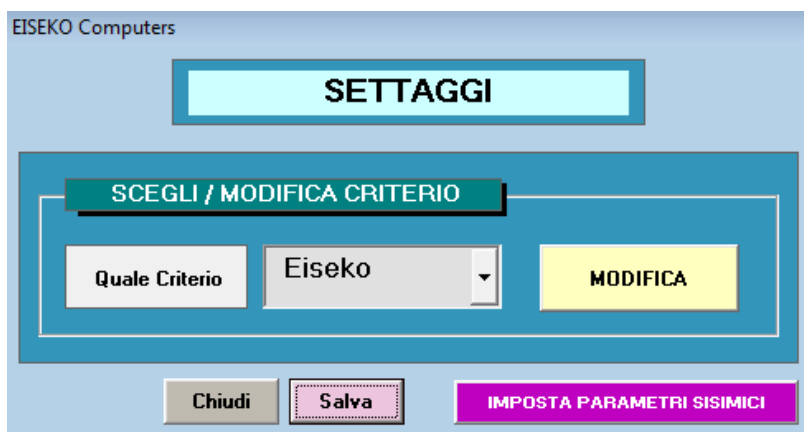 EISEKO Computers
SETTAGGI
SCEGLI / MODIFICA CRITERIO
Quale Criterio
Eiseko
MODIFICA
Chiudi
Salva
IMPOSTA PARAMETRI SISIMICI